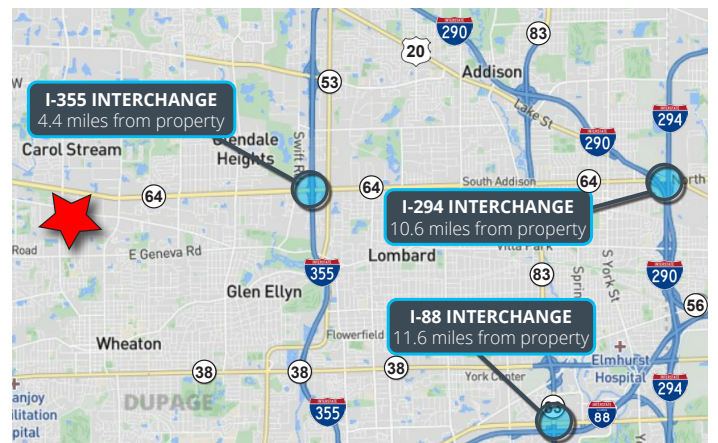 83
290
20
Addison
294
53
W
I-355 INTERCHANGE
4.4 miles from property
Lake St
290
Carol Stream
Glendale
Heights
Swift R
64
64
South Addison
64
North
I-294 INTERCHANGE
10.6 miles from property
Road
E Geneva Rd
Lombard
Villa Park
355
83
Sprin
S York St
290
Glen Ellyn
I-88 INTERCHANGE
11.6 miles from property
56
Wheaton
Flowerfield
Elmhurst
Hospital
38
38
38
York Center
294
anjoy
ilitation
pital
DUPAGE
355
83
88